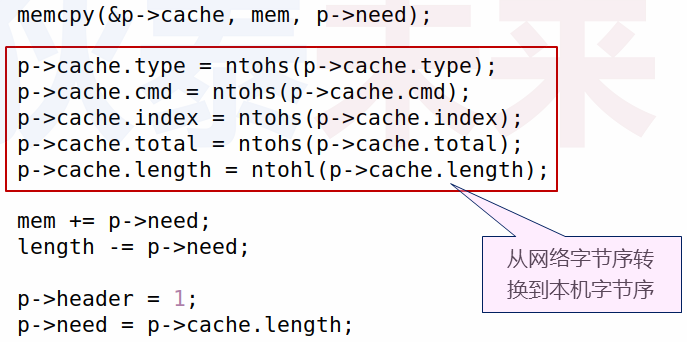 memcpy(&p->cache, mem, p->need);
p->cache.type = ntohs(p->cache.type);
p->cache.cmd = ntohs(p->cache.cmd);
p->cache.index = ntohs(p->cache.index);
p->cache.total = ntohs(p->cache.total);
p->cache.length = ntohl(p->cache.length);
mem += p->need;
length -= p->need;
从网络字节序转
换到本机字节序
p->header = 1;
p->need = p->cache.length;
未来